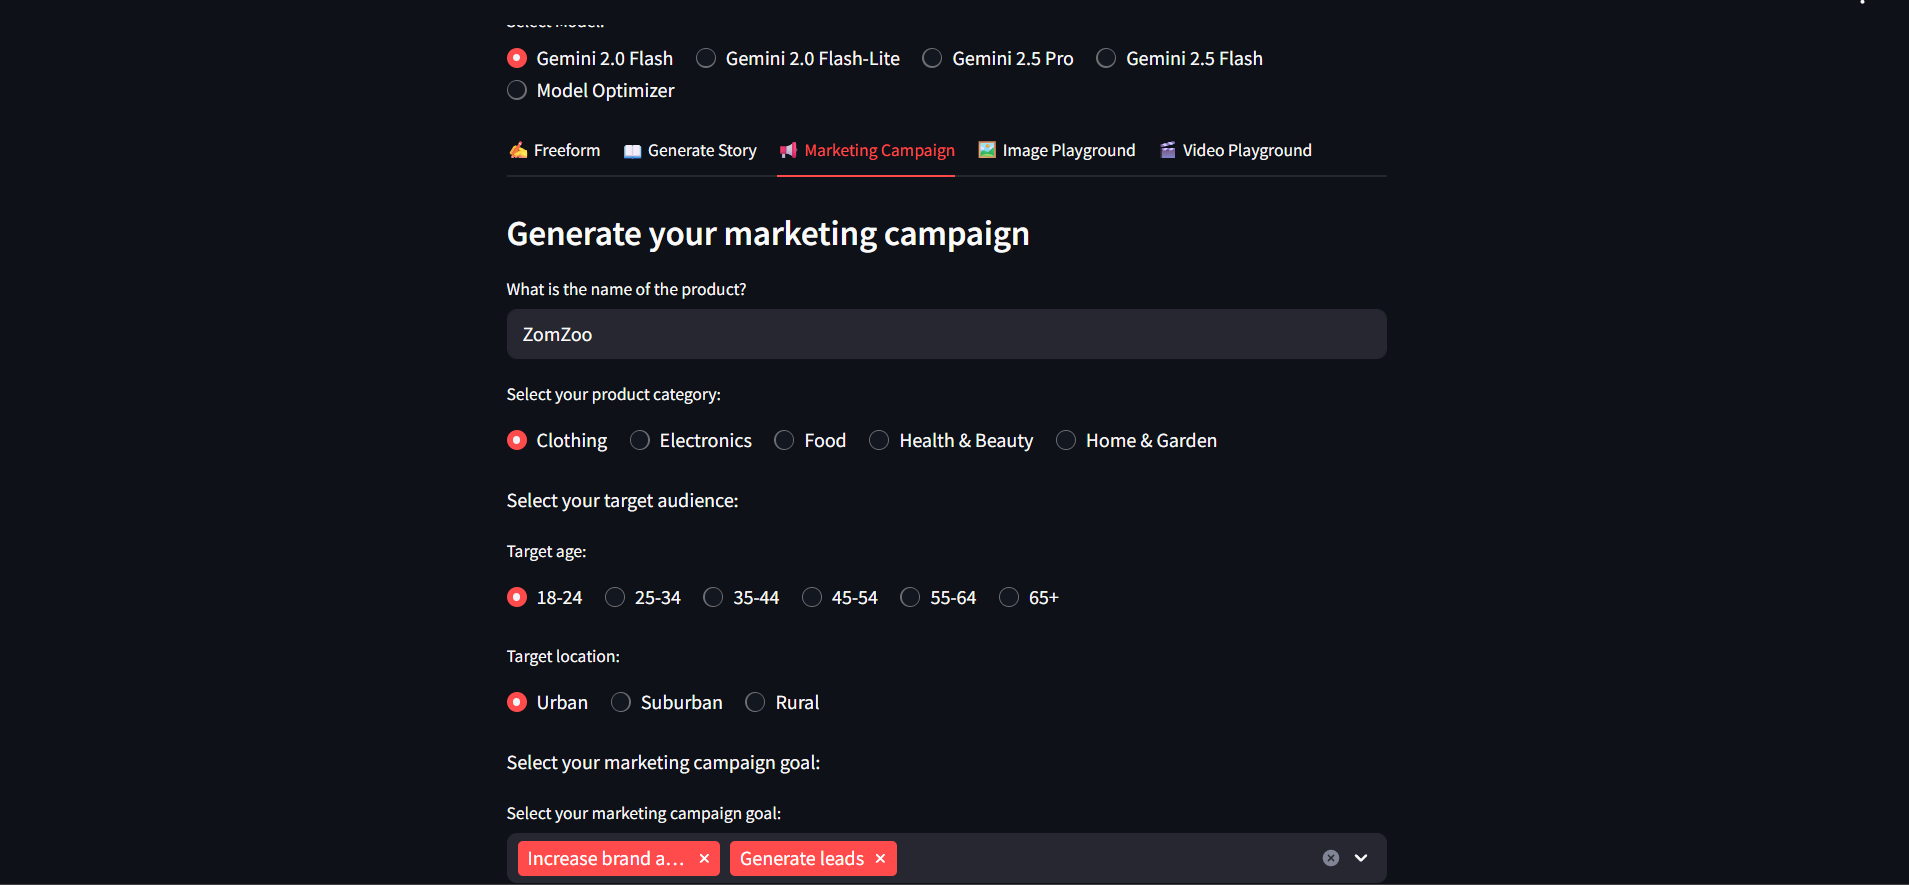 Select Model:
Gemini 2.0 Flash Gemini 2.0 Flash-Lite Gemini 2.5 Pro Gemini 2.5 Flash
Model Optimizer
Freeform Generate Story Marketing Campaign Image Playground Video Playground
Generate your marketing campaign
What is the name of the product?
ZomZoo
Select your product category:
Clothing Electronics Food Health & Beauty Home & Garden
Select your target audience:
Target age:
18-24 25-34 35-44 45-54 55-64 65+
Target location:
Urban Suburban Rural
Select your marketing campaign goal:
Select your marketing campaign goal:
Increase brand a... Generate leads